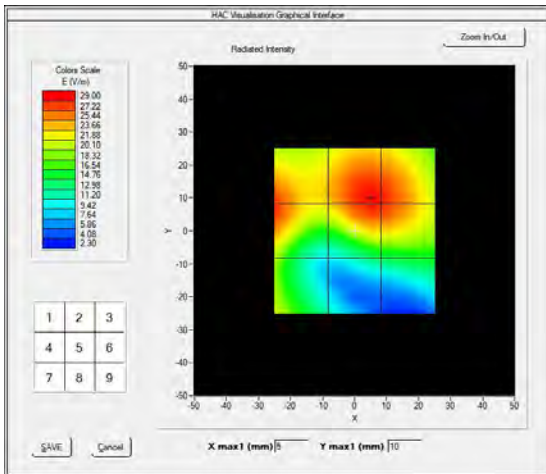 HAC Visualisation Graphical Interface
Zoom In/Out
Radiated Intensity
Colors Scale
E (V/m)
29.00
27.22
25.44
23.66
21.88
20.10
18.32
16.54
14.76
12.98
11.20
9.42
7.64
5.86
4.08
2.30
1 2 3
4 5 6
7 8 9
50
40
30
20
10
0
-10
-20
-30
-40
-50
Y
-50 -40 -30 -20 -10 0 10 20 30 40 50
X
SAVE
Cancel
X max1 (mm) 5 Y max1 (mm) 10